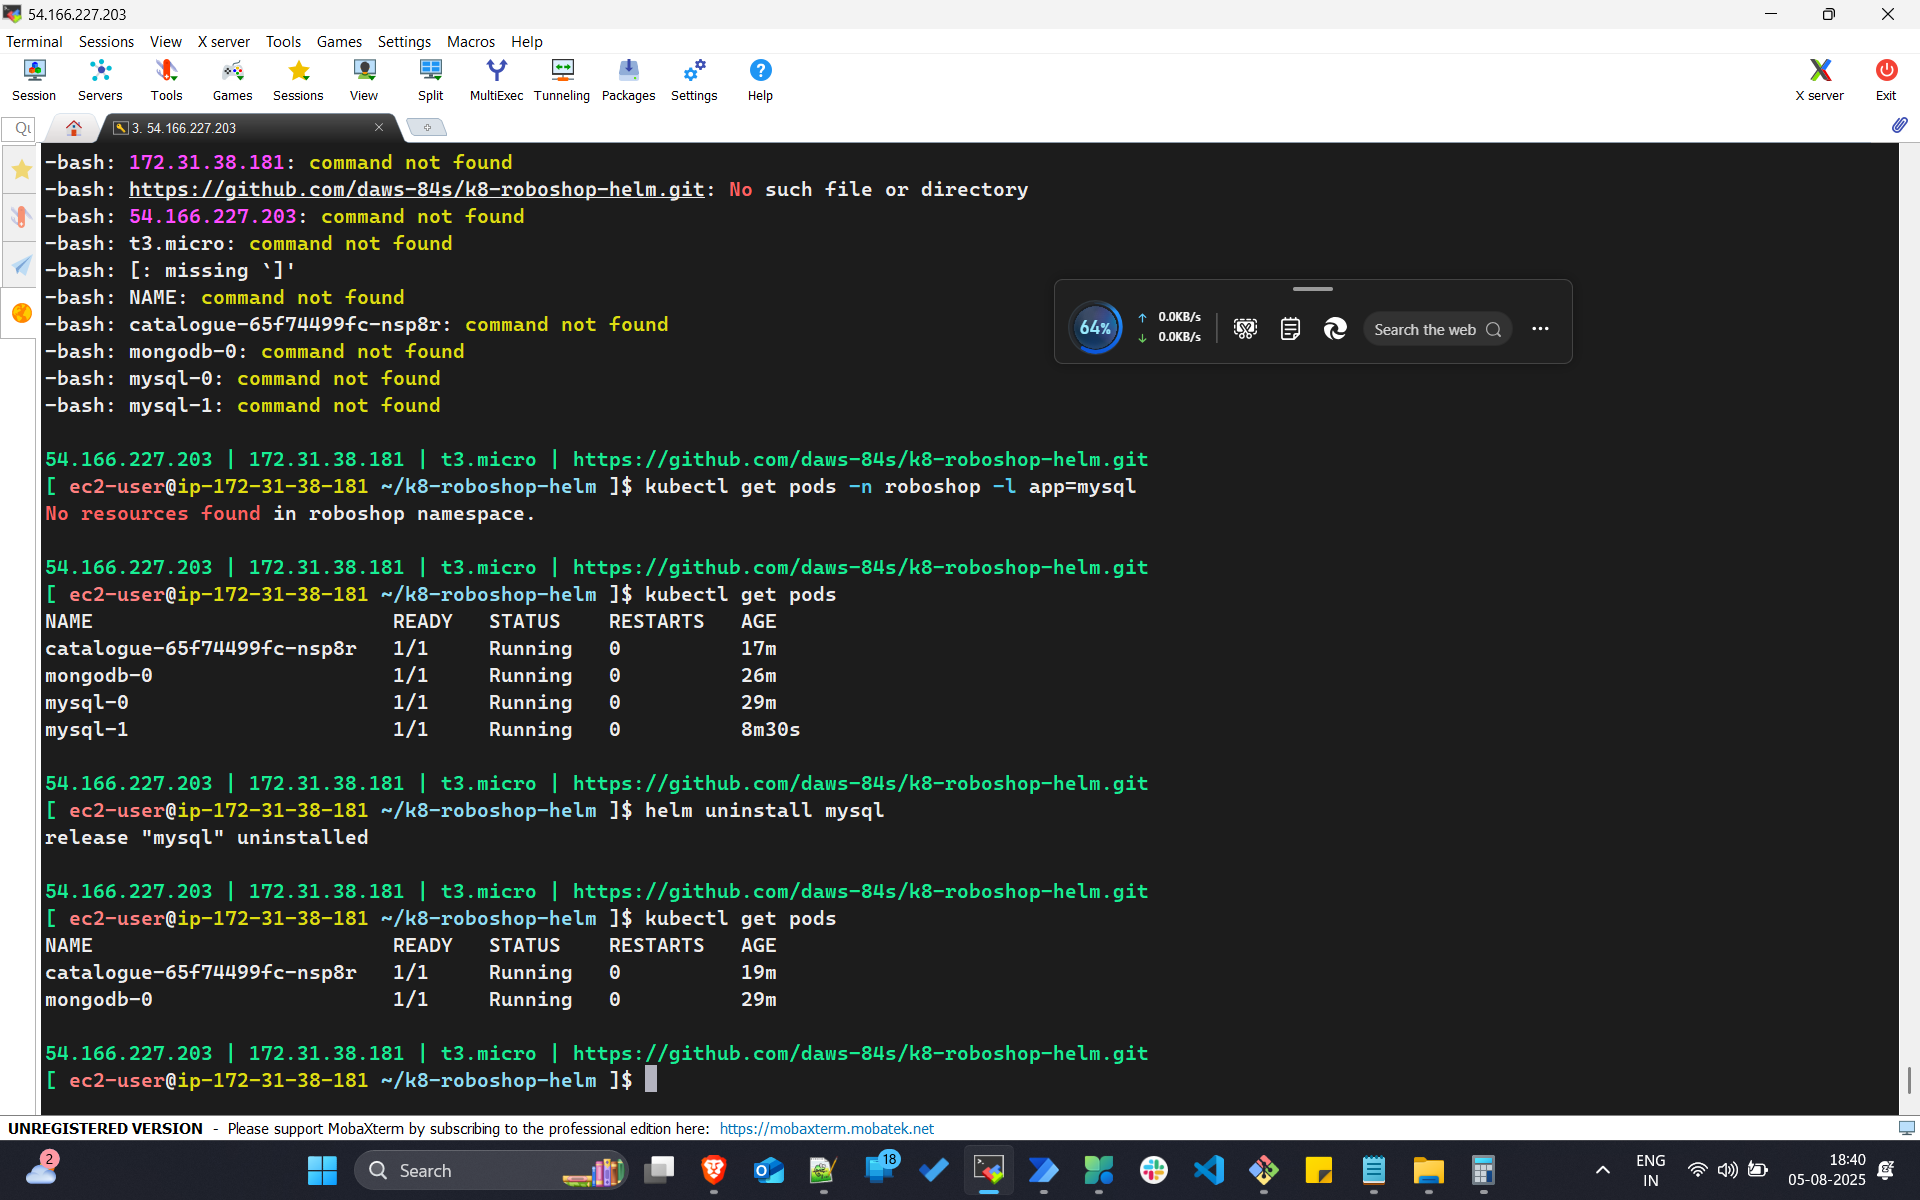 54.166.227.203
Terminal Sessions View X server Tools Games Settings Macros Help
Session Servers Tools Games Sessions View Split MultiExec Tunneling Packages Settings Help X server Exit
Qu 3. 54.166.227.203
-bash: 172.31.38.181: command not found
-bash: https://github.com/daws-84s/k8-roboshop-helm.git: No such file or directory
-bash: 54.166.227.203: command not found
-bash: t3.micro: command not found
-bash: [: missing `]'
-bash: NAME: command not found
-bash: catalogue-65f74499fc-nsp8r: command not found
-bash: mongodb-0: command not found
-bash: mysql-0: command not found
-bash: mysql-1: command not found
64% ↑ 0.0KB/s
↓ 0.0KB/s
Search the web
54.166.227.203 | 172.31.38.181 | t3.micro | https://github.com/daws-84s/k8-roboshop-helm.git
[ ec2-user@ip-172-31-38-181 ~/k8-roboshop-helm ]$ kubectl get pods -n roboshop -l app=mysql
No resources found in roboshop namespace.
54.166.227.203 | 172.31.38.181 | t3.micro | https://github.com/daws-84s/k8-roboshop-helm.git
[ ec2-user@ip-172-31-38-181 ~/k8-roboshop-helm ]$ kubectl get pods
NAME READY STATUS RESTARTS AGE
catalogue-65f74499fc-nsp8r 1/1 Running 0 17m
mongodb-0 1/1 Running 0 26m
mysql-0 1/1 Running 0 29m
mysql-1 1/1 Running 0 8m30s
54.166.227.203 | 172.31.38.181 | t3.micro | https://github.com/daws-84s/k8-roboshop-helm.git
[ ec2-user@ip-172-31-38-181 ~/k8-roboshop-helm ]$ helm uninstall mysql
release "mysql" uninstalled
54.166.227.203 | 172.31.38.181 | t3.micro | https://github.com/daws-84s/k8-roboshop-helm.git
[ ec2-user@ip-172-31-38-181 ~/k8-roboshop-helm ]$ kubectl get pods
NAME READY STATUS RESTARTS AGE
catalogue-65f74499fc-nsp8r 1/1 Running 0 19m
mongodb-0 1/1 Running 0 29m
54.166.227.203 | 172.31.38.181 | t3.micro | https://github.com/daws-84s/k8-roboshop-helm.git
[ ec2-user@ip-172-31-38-181 ~/k8-roboshop-helm ]$
UNREGISTERED VERSION - Please support MobaXterm by subscribing to the professional edition here: https://mobaxterm.mobatek.net
2 Search 18 ENG 18:40
IN 05-08-2025